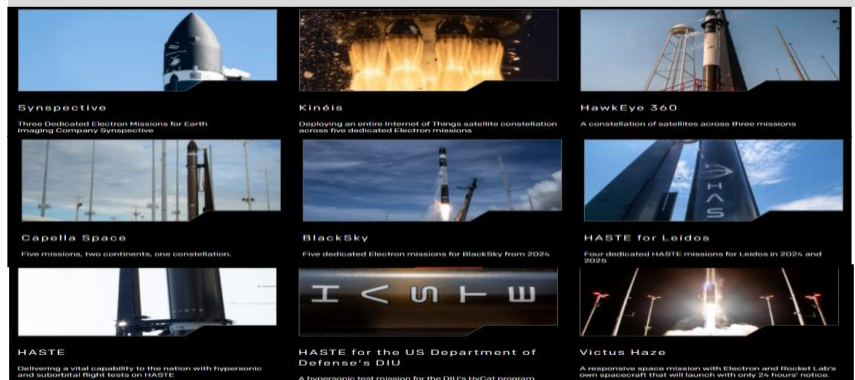 Synspective
Three Dedicated Electron Missions for Earth
Imaging Company Synspective
Kinéis
Deploying an entire Internet of Things satellite constellation
across five dedicated Electron missions
HawkEye 360
A constellation of satellites across three missions
Capella Space
Five missions, two continents, one constellation.
BlackSky
Five dedicated Electron missions for BlackSky from 2024
HAS
HASTE for Leidos
Four dedicated HASTE missions for Leidos in 2024 and
2025
HASTE
Delivering a vital capability to the nation with hypersonic
and suborbital flight tests on HASTE
HASTE
HASTE for the US Department of
Defense's DIU
A hypersonic test mission for the DIU's HyCat program
Victus Haze
A responsive space mission with Electron and Rocket Lab's
own spacecraft that will launch with only 24 hours' notice.